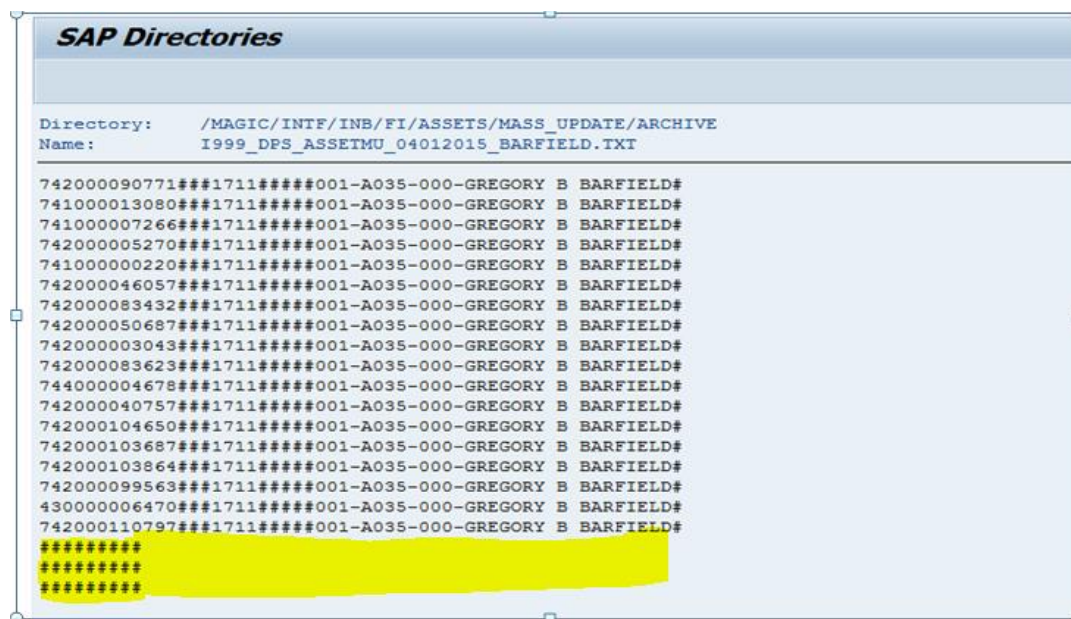 SAP Directories
Directory: /MAGIC/INTF/INB/FI/ASSETS/MASS_UPDATE/ARCHIVE
Name: I999_DPS_ASSETMU_04012015_BARFIELD.TXT
742000090771###1711#####001-A035-000-GREGORY B BARFIELD#
741000013080###1711#####001-A035-000-GREGORY B BARFIELD#
741000007266###1711#####001-A035-000-GREGORY B BARFIELD#
742000005270###1711#####001-A035-000-GREGORY B BARFIELD#
741000000220###1711#####001-A035-000-GREGORY B BARFIELD#
742000046057###1711#####001-A035-000-GREGORY B BARFIELD#
742000083432###1711#####001-A035-000-GREGORY B BARFIELD#
742000050687###1711#####001-A035-000-GREGORY B BARFIELD#
742000003043###1711#####001-A035-000-GREGORY B BARFIELD#
742000083623###1711#####001-A035-000-GREGORY B BARFIELD#
744000004678###1711#####001-A035-000-GREGORY B BARFIELD#
742000040757###1711#####001-A035-000-GREGORY B BARFIELD#
742000104650###1711#####001-A035-000-GREGORY B BARFIELD#
742000103687###1711#####001-A035-000-GREGORY B BARFIELD#
742000103864###1711#####001-A035-000-GREGORY B BARFIELD#
742000099563###1711#####001-A035-000-GREGORY B BARFIELD#
430000006470###1711#####001-A035-000-GREGORY B BARFIELD#
742000110797###1711#####001-A035-000-GREGORY B BARFIELD#
#########
#########
#########